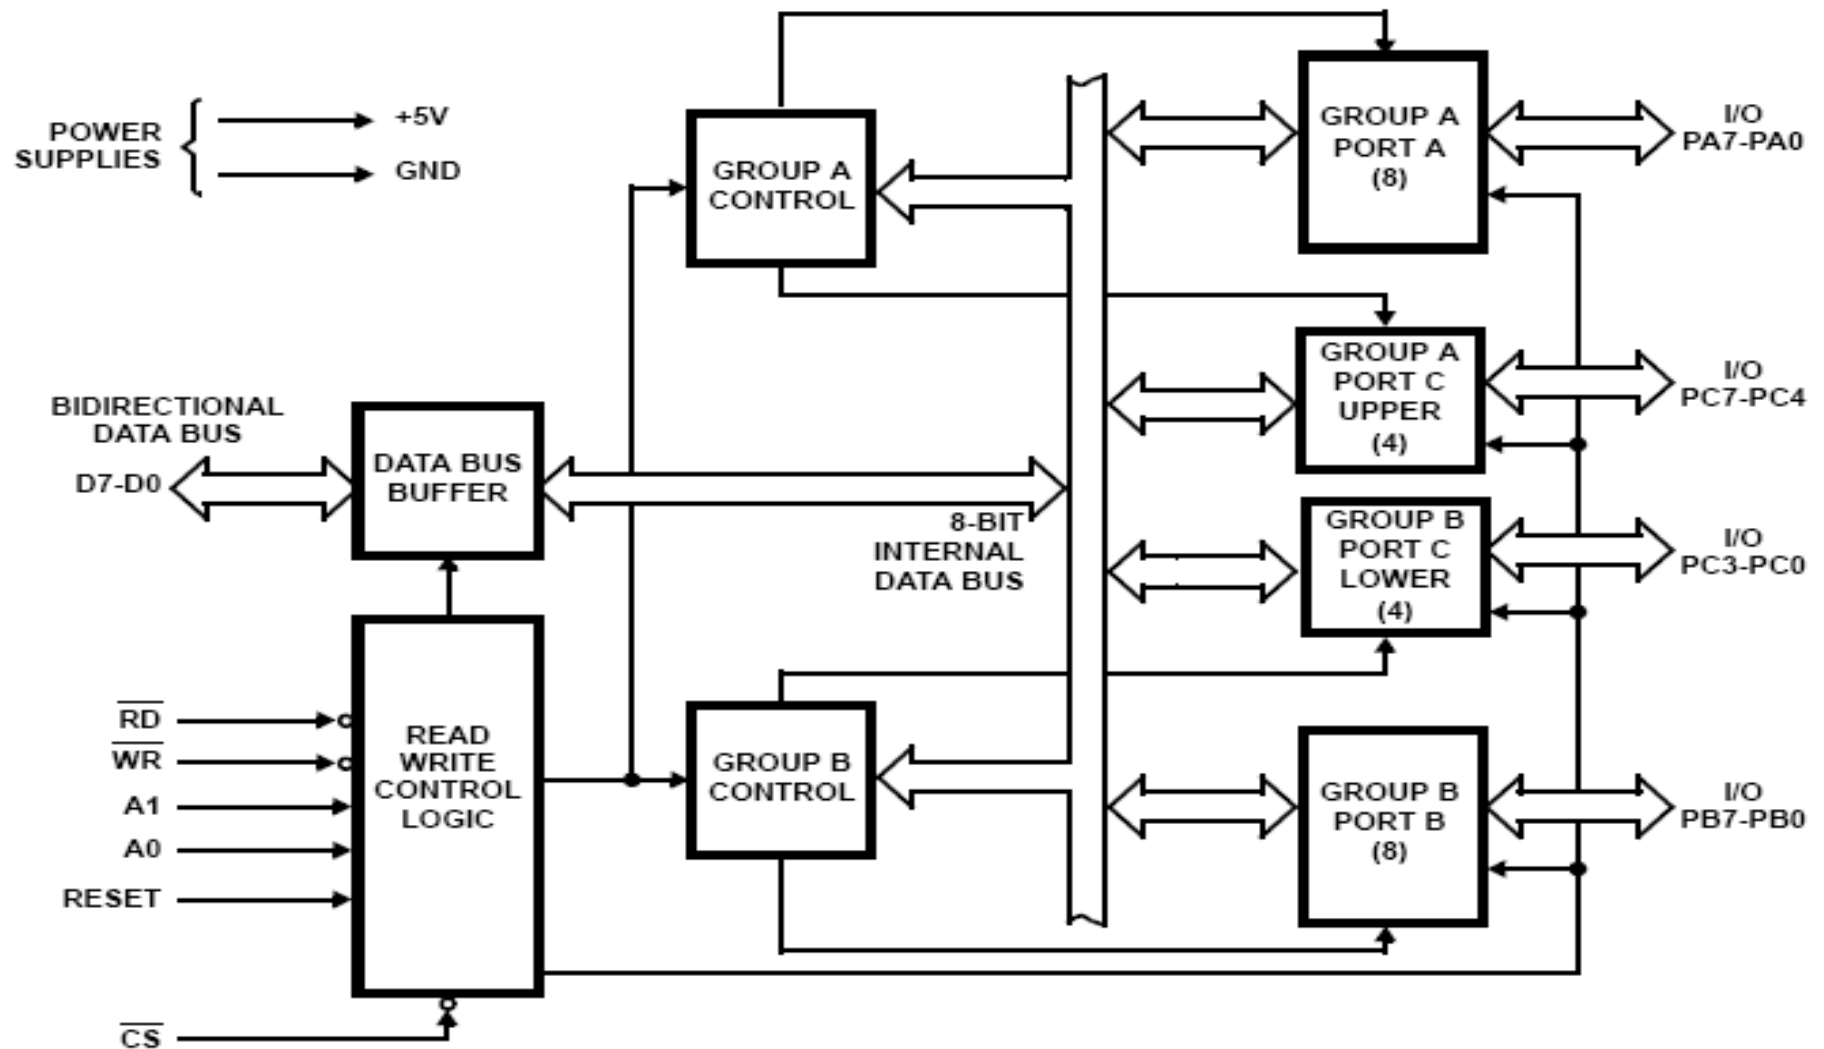 POWER
SUPPLIES
+5V
GND
GROUP A
CONTROL
GROUP A
PORT A
(8)
I/O
PA7-PA0
GROUP A
PORT C
UPPER
(4)
I/O
PC7-PC4
BIDIRECTIONAL
DATA BUS
D7-D0
DATA BUS
BUFFER
8-BIT
INTERNAL
DATA BUS
GROUP B
PORT C
LOWER
(4)
I/O
PC3-PC0
RD
WR
A1
A0
RESET
CS
READ
WRITE
CONTROL
LOGIC
GROUP B
CONTROL
GROUP B
PORT B
(8)
I/O
PB7-PB0